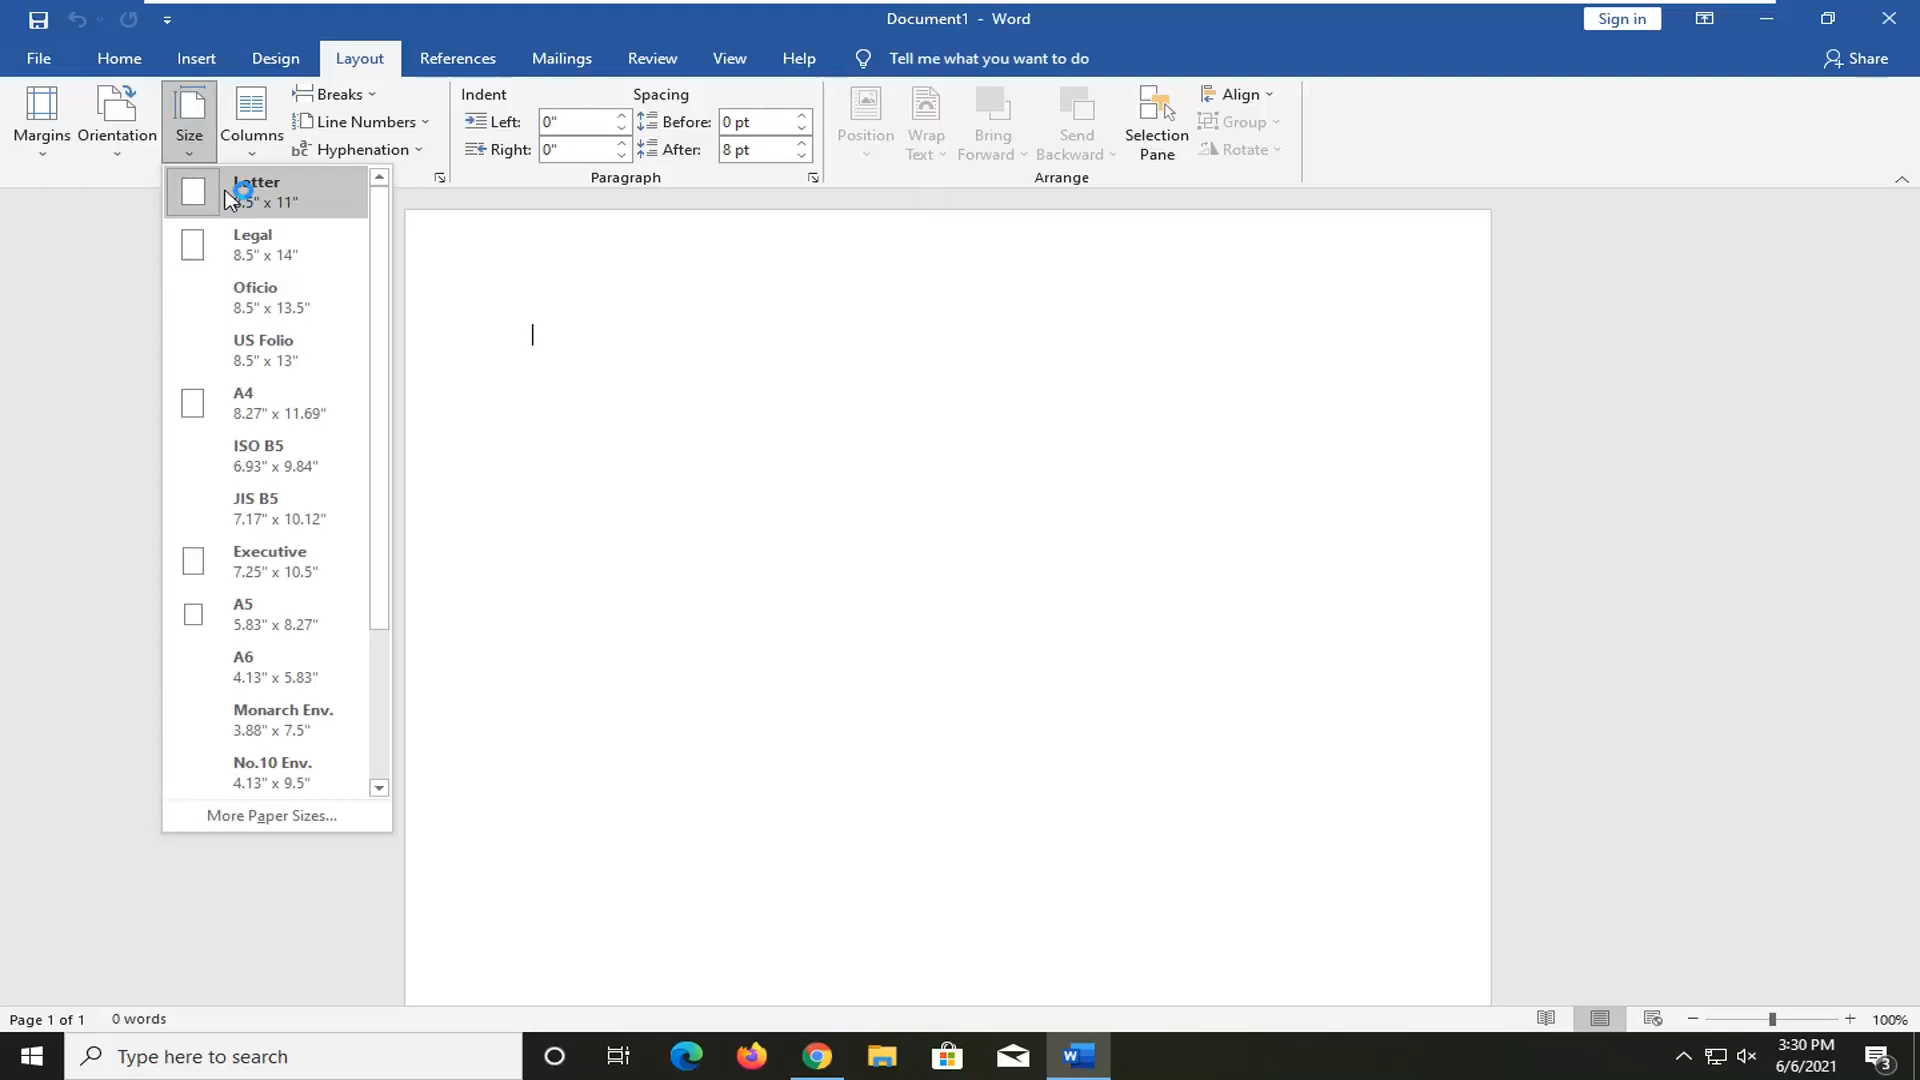 Document1 - Word
Sign in
File Home Insert Design Layout References Mailings Review View Help Tell me what you want to do Share
Margins Orientation Size Columns
Breaks
Line Numbers
Hyphenation
Indent Spacing
Left: 0" Before: 0 pt
Right: 0" After: 8 pt
Paragraph
Position Wrap Text Bring Forward Send Backward Selection Pane
Align
Group
Rotate
Arrange
Letter
8.5" x 11"
Legal
8.5" x 14"
Oficio
8.5" x 13.5"
US Folio
8.5" x 13"
A4
8.27" x 11.69"
ISO B5
6.93" x 9.84"
JIS B5
7.17" x 10.12"
Executive
7.25" x 10.5"
A5
5.83" x 8.27"
A6
4.13" x 5.83"
Monarch Env.
3.88" x 7.5"
No.10 Env.
4.13" x 9.5"
More Paper Sizes...
Page 1 of 1 0 words 100%
Type here to search
3:30 PM
6/6/2021
3